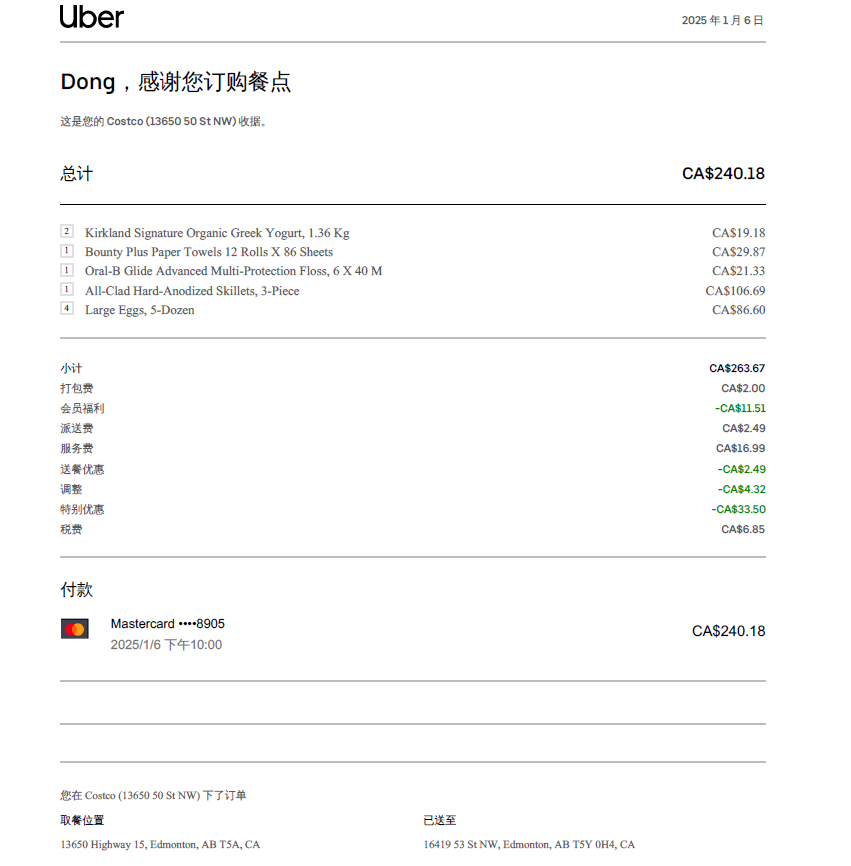 Uber
2025 年 1 月 6 日
Dong，感谢您订购餐点
这是您的 Costco (13650 50 St NW) 收据。
总计 CA$240.18
2 Kirkland Signature Organic Greek Yogurt, 1.36 Kg CA$19.18
1 Bounty Plus Paper Towels 12 Rolls X 86 Sheets CA$29.87
1 Oral-B Glide Advanced Multi-Protection Floss, 6 X 40 M CA$21.33
1 All-Clad Hard-Anodized Skillets, 3-Piece CA$106.69
4 Large Eggs, 5-Dozen CA$86.60
小计 CA$263.67
打包费 CA$2.00
会员福利 -CA$11.51
派送费 CA$2.49
服务费 CA$16.99
送餐优惠 -CA$2.49
调整 -CA$4.32
特别优惠 -CA$33.50
税费 CA$6.85
付款
Mastercard ••••8905 CA$240.18
2025/1/6 下午10:00
您在 Costco (13650 50 St NW) 下了订单
取餐位置 已送至
13650 Highway 15, Edmonton, AB T5A, CA 16419 53 St NW, Edmonton, AB T5Y 0H4, CA